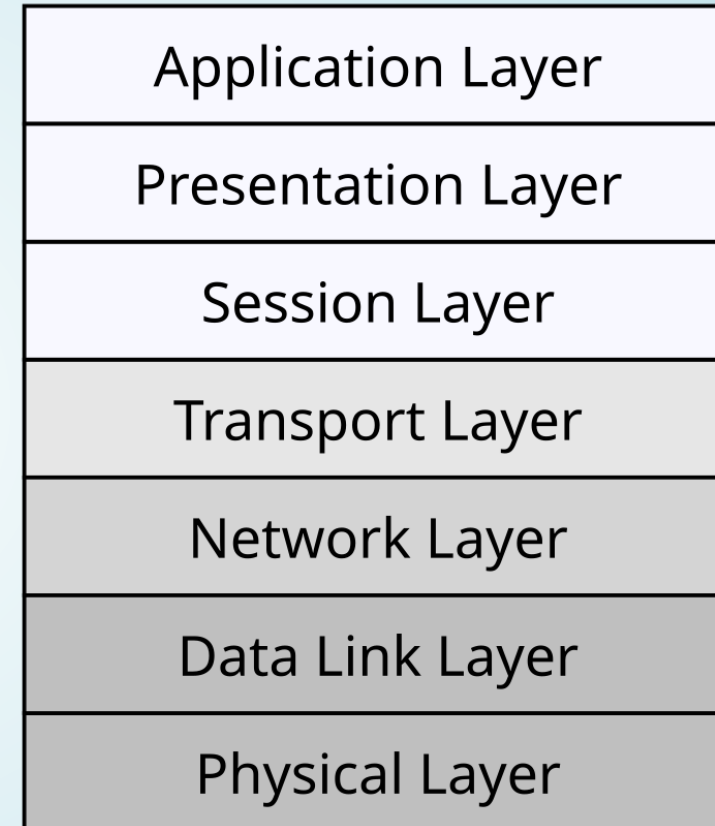 Application Layer
Presentation Layer
Session Layer
Transport Layer
Network Layer
Data Link Layer
Physical Layer